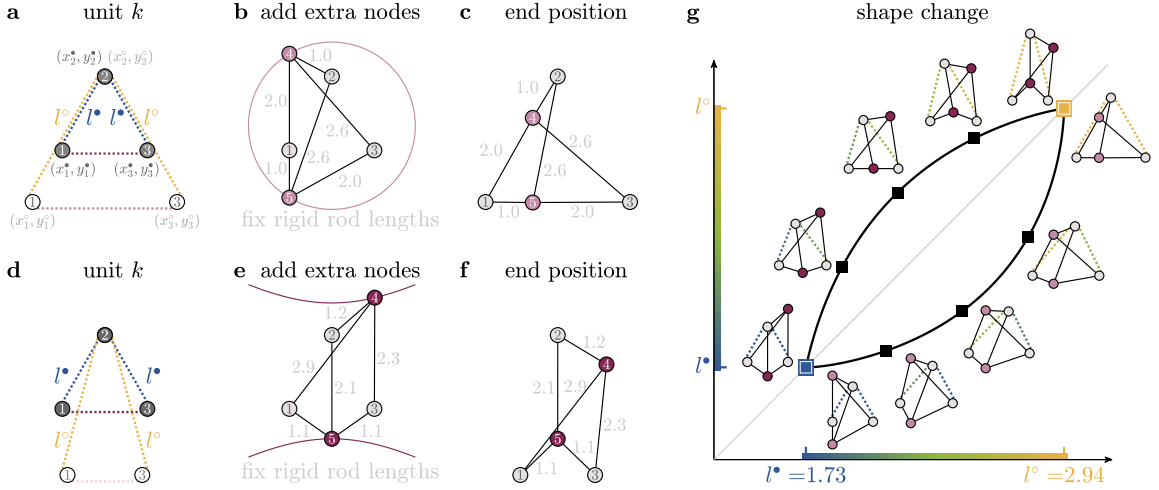 a unit k
(x₂•, y₂•) (x₂°, y₂°)
2
l° l• l• l°
1 3
(x₁•, y₁•) (x₃•, y₃•)
1 3
(x₁°, y₁°) (x₃°, y₃°)
b add extra nodes
4
1.0
2
2.0
2.6
1 3
2.6
1.0
2.0
5
fix rigid rod lengths
c end position
2
1.0
4
2.0 2.6
2.6
1 5 3
1.0 2.0
d unit k
2
l• l•
1 3
l° l°
1 3
e add extra nodes
4
1.2
2
2.9 2.3
2.1
1 3
1.1 1.1
5
fix rigid rod lengths
f end position
2
1.2
4
2.1 2.9
2.3
5
1.1 1.1
1 3
g shape change
l°
l•
l• =1.73 l° =2.94